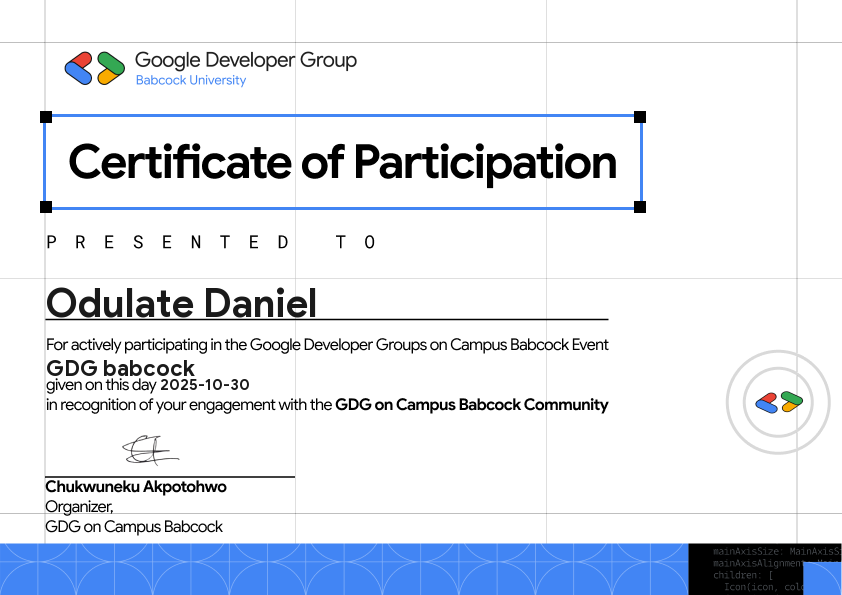 Google Developer Group
Babcock University
Certificate of Participation
PRESENTED TO
Odulate Daniel
For actively participating in the Google Developer Groups on Campus Babcock Event
GDG babcock
given on this day 2025-10-30
in recognition of your engagement with the GDG on Campus Babcock Community
Chukwuneku Akpotohwo
Organizer,
GDG on Campus Babcock
mainAxisSize: MainAxisS
mainAxisAlignment: Main
children: [
Icon(icon, colo